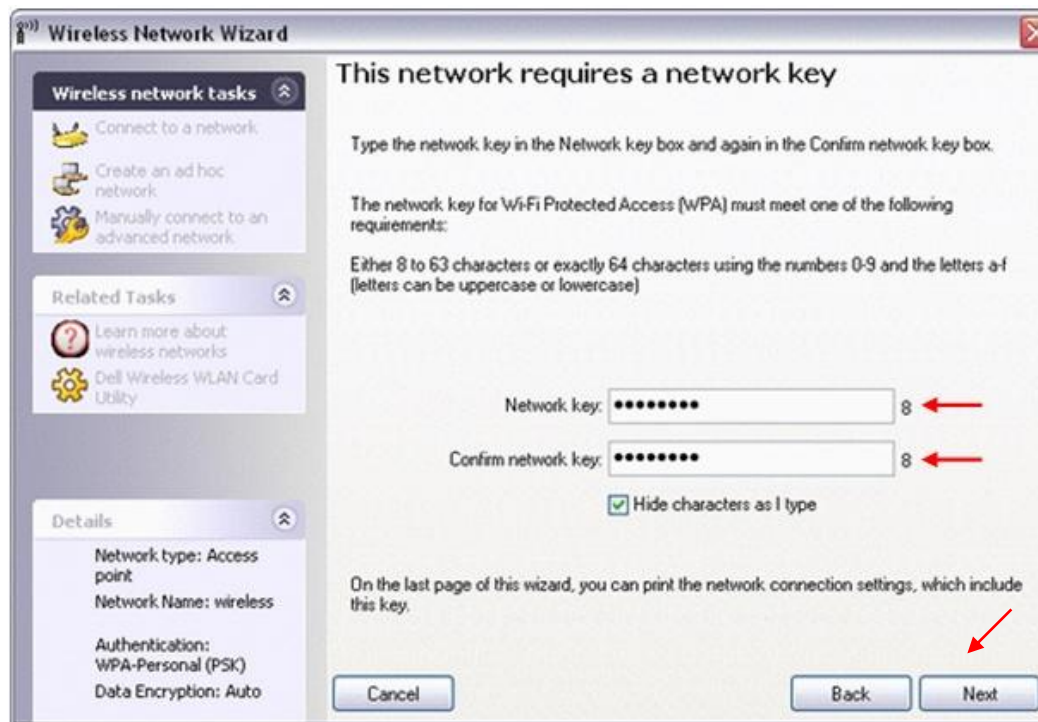 Wireless Network Wizard
Wireless network tasks
Connect to a network
Create an ad hoc
network
Manually connect to an
advanced network
Related Tasks
Learn more about
wireless networks
Dell Wireless WLAN Card
Utility
Details
Network type: Access
point
Network Name: wireless
Authentication:
WPA-Personal (PSK)
Data Encryption: Auto
This network requires a network key
Type the network key in the Network key box and again in the Confirm network key box.
The network key for Wi-Fi Protected Access (WPA) must meet one of the following
requirements:
Either 8 to 63 characters or exactly 64 characters using the numbers 0-9 and the letters a-f
(letters can be uppercase or lowercase)
Network key: •••••••• 8
Confirm network key: •••••••• 8
Hide characters as I type
On the last page of this wizard, you can print the network connection settings, which include
this key.
Cancel Back Next